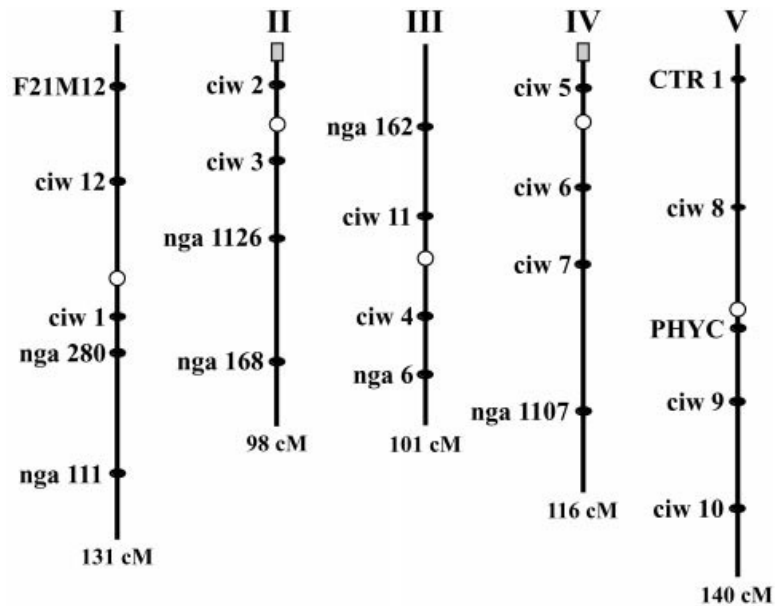 I II III IV V
F21M12
ciw 12
ciw 1
nga 280
nga 111
131 cM
ciw 2
ciw 3
nga 1126
nga 168
98 cM
nga 162
ciw 11
ciw 4
nga 6
101 cM
ciw 5
ciw 6
ciw 7
nga 1107
116 cM
CTR 1
ciw 8
PHYC
ciw 9
ciw 10
140 cM